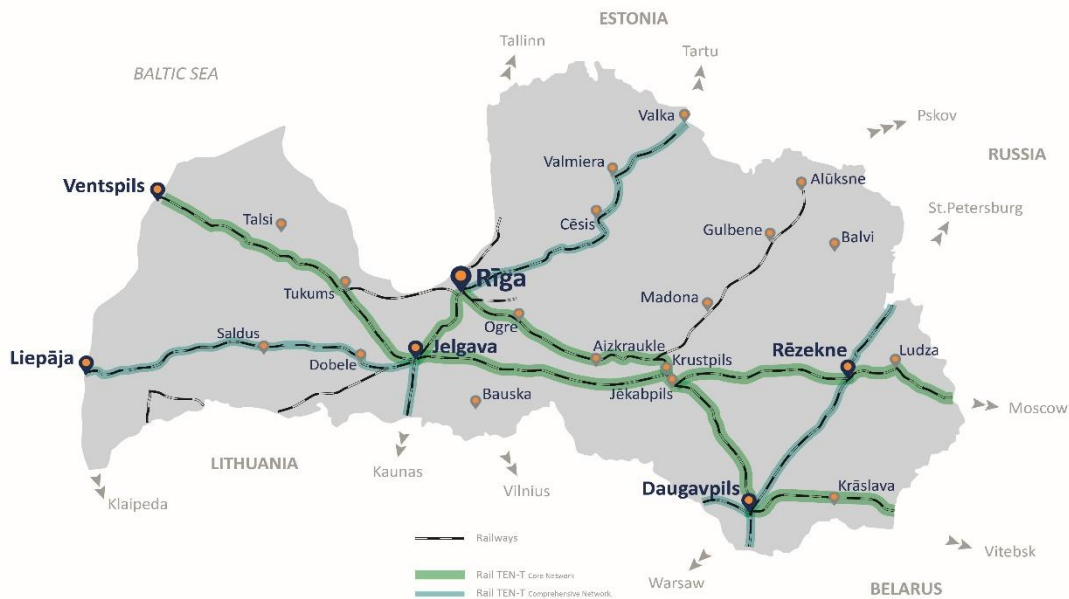 ESTONIA
Tallinn
Tartu
BALTIC SEA
Pskov
Valka
RUSSIA
Valmiera
Alūksne
Ventspils
St.Petersburg
Talsi
Cēsis
Gulbene
Balvi
Rīga
Tukums
Madona
Ogre
Saldus
Jelgava
Aizkraukle
Rēzekne
Ludza
Liepāja
Dobele
Krustpils
Jēkabpils
Bauska
Moscow
LITHUANIA
Kaunas
Vilnius
Klaipeda
Daugavpils
Krāslava
Railways
Vitebsk
Rail TEN-T Core Network
Warsaw
Rail TEN-T Comprehensive Network
BELARUS